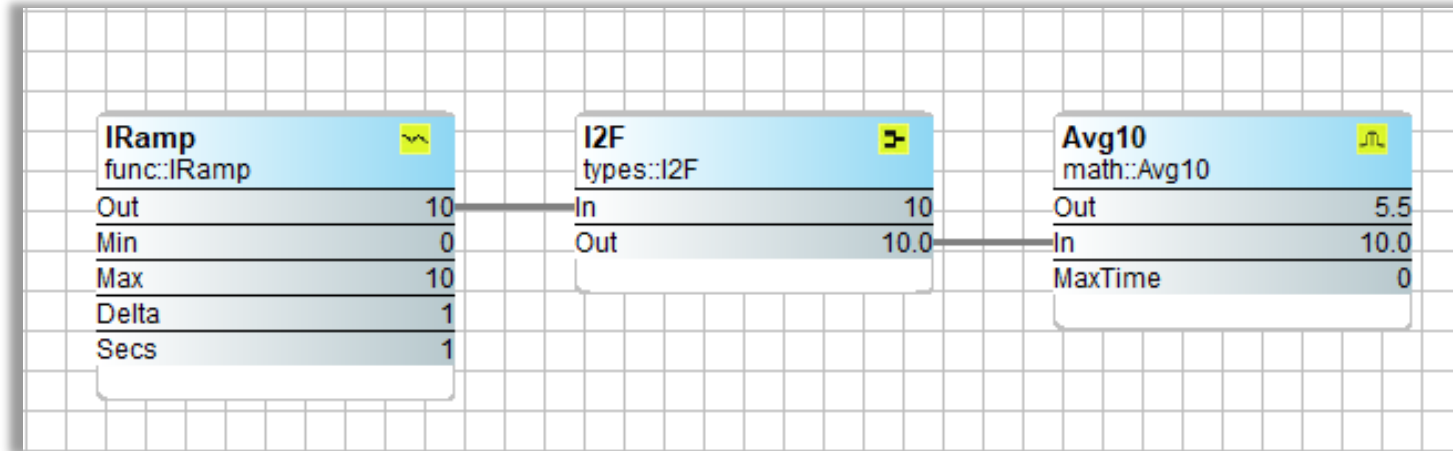 IRamp
func::IRamp
Out 10
Min 0
Max 10
Delta 1
Secs 1
I2F
types::I2F
In 10
Out 10.0
Avg10
math::Avg10
Out 5.5
In 10.0
MaxTime 0